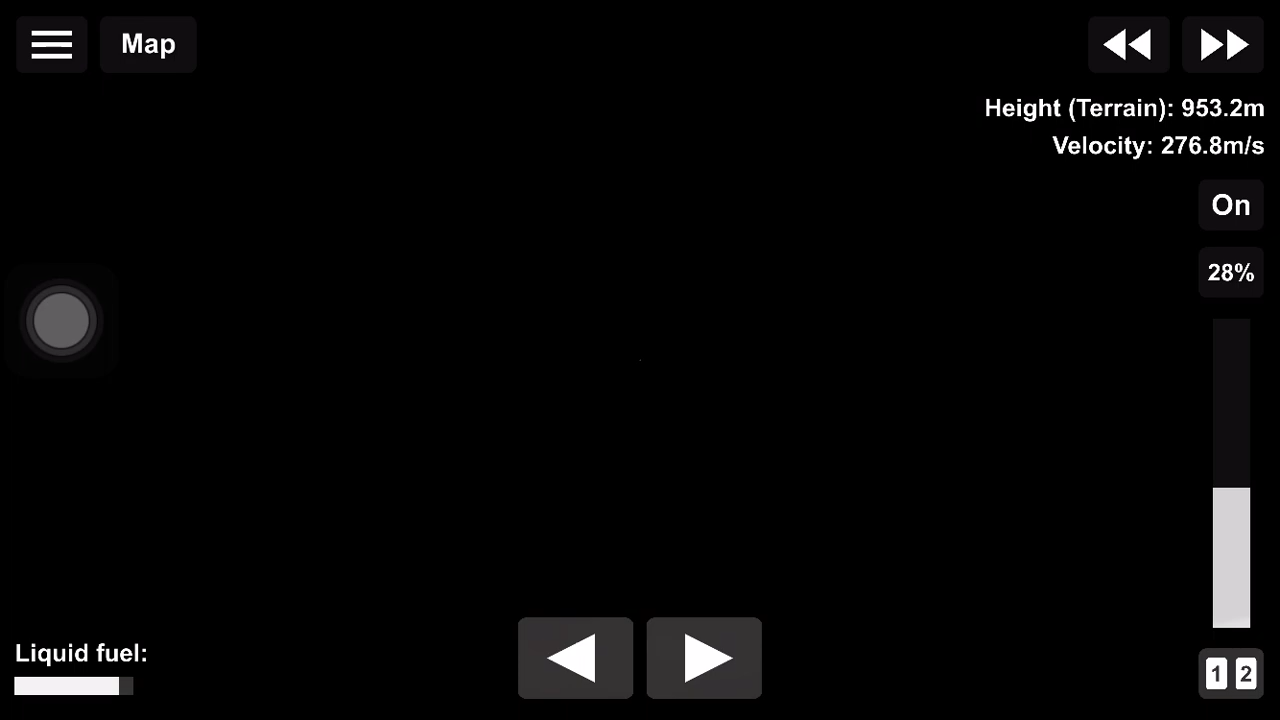 Map
Height (Terrain): 953.2m
Velocity: 276.8m/s
On
28%
Liquid fuel:
1 2